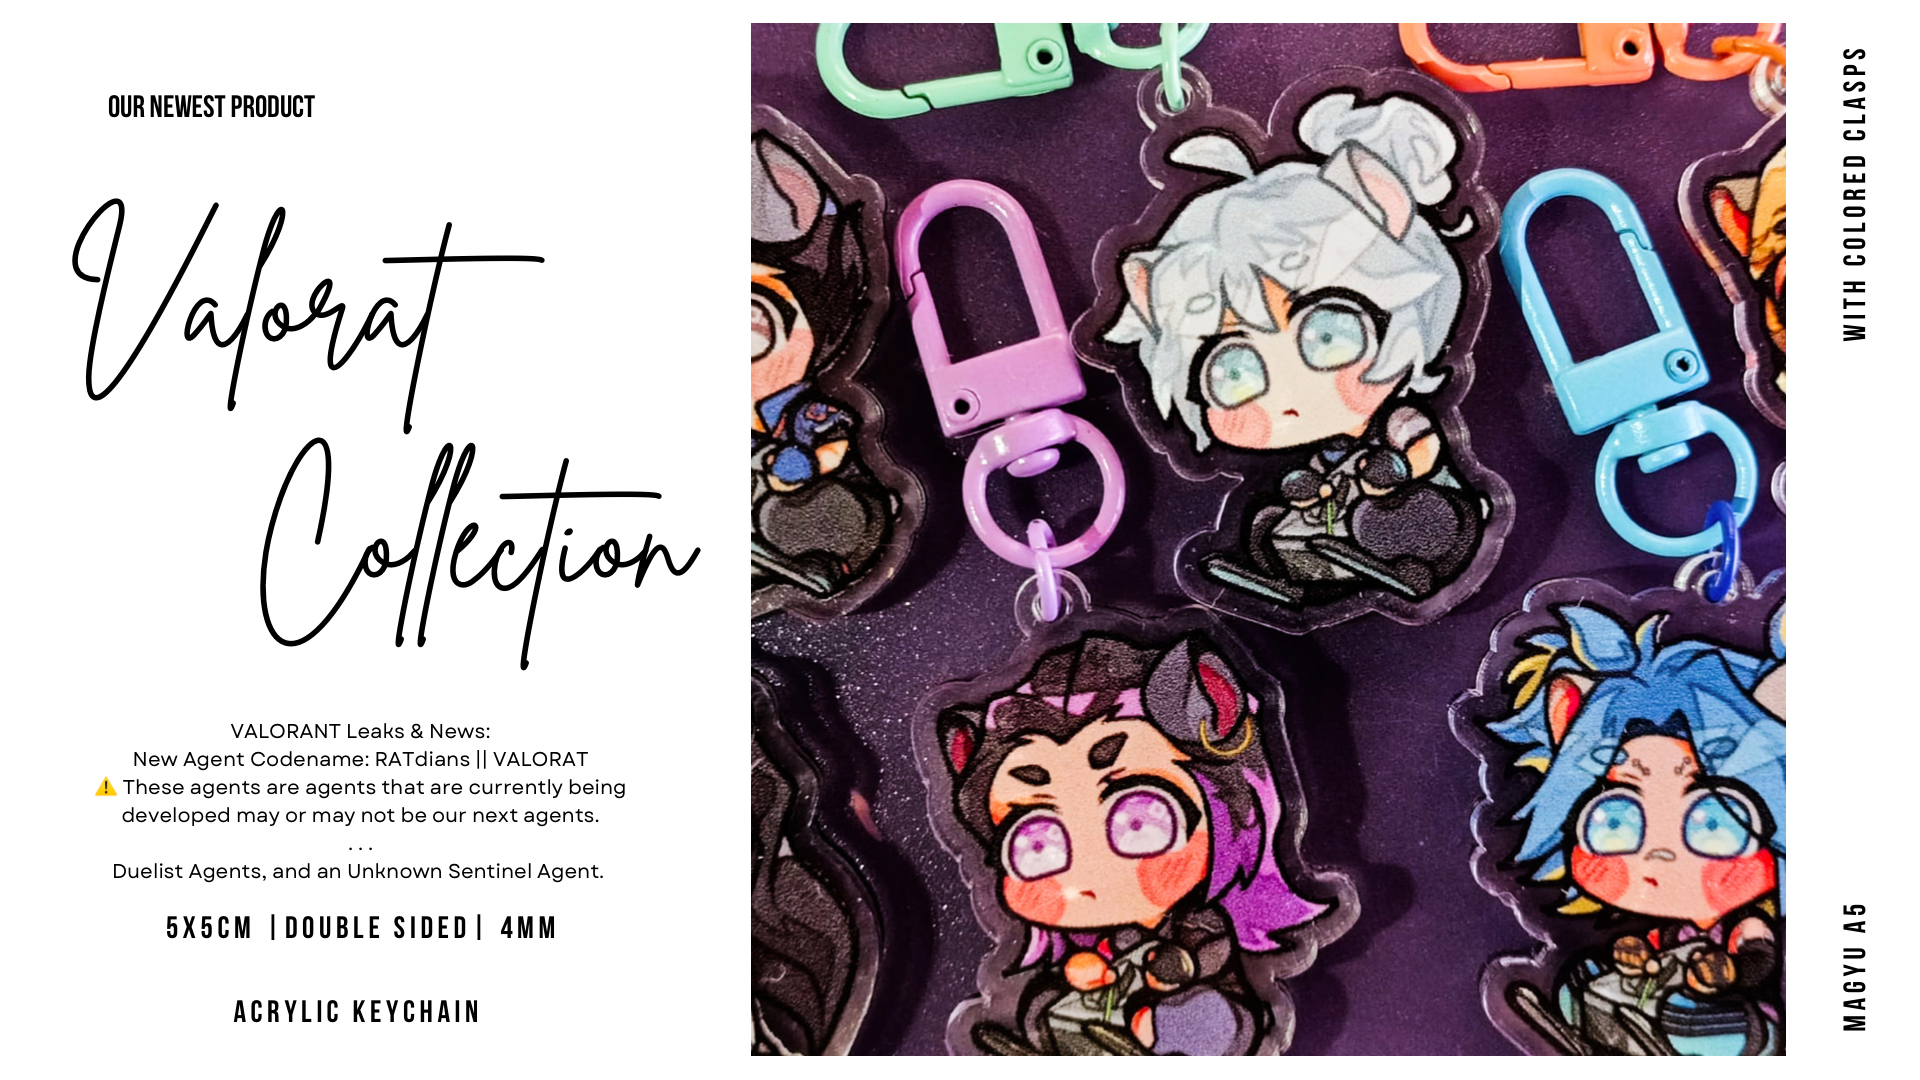 OUR NEWEST PRODUCT
Valorat
Collection
VALORANT Leaks & News:
New Agent Codename: RATdians || VALORAT
⚠️ These agents are agents that are currently being
developed may or may not be our next agents.
. . .
Duelist Agents, and an Unknown Sentinel Agent.
5X5CM |DOUBLE SIDED| 4MM
ACRYLIC KEYCHAIN
WITH COLORED CLASPS
MAGYU A5